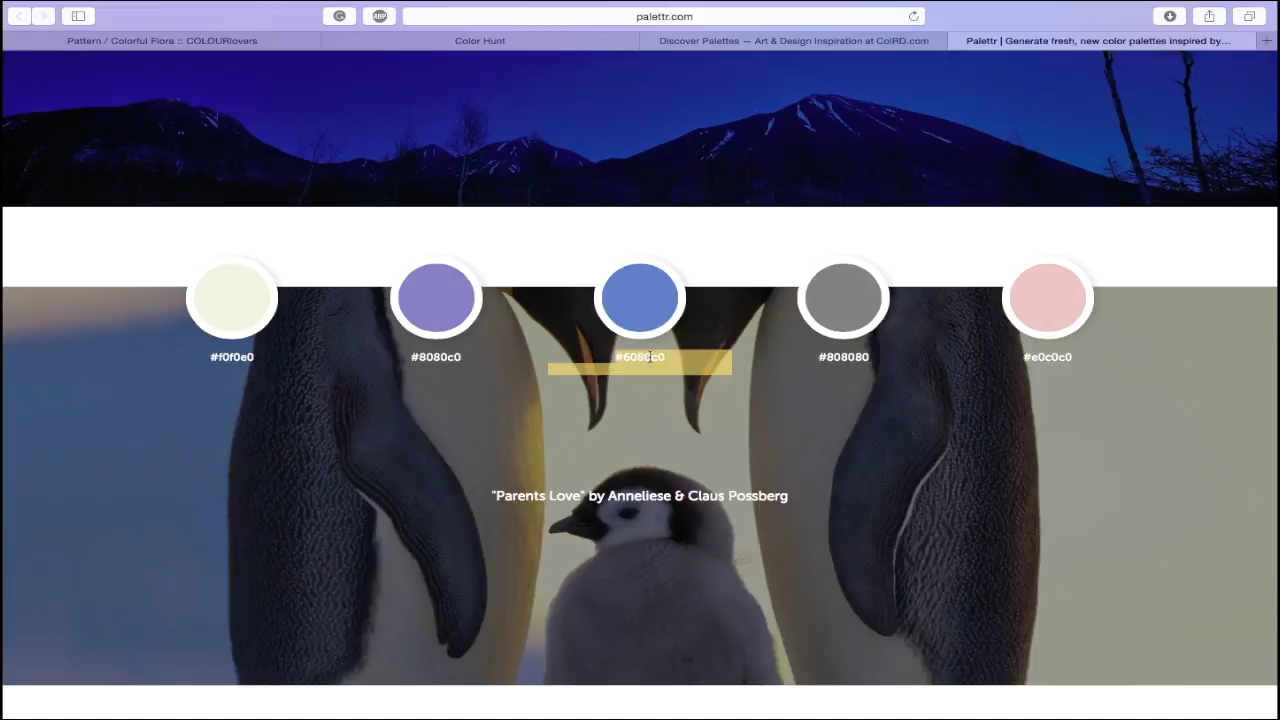 palettr.com
ABP
Pattern / Colorful Flora :: COLOURlovers
Color Hunt
Discover Palettes — Art & Design Inspiration at ColRD.com
Palettr | Generate fresh, new color palettes inspired by...
#f0f0e0
#8080c0
#6080c0
#808080
#e0c0c0
"Parents Love" by Anneliese & Claus Possberg